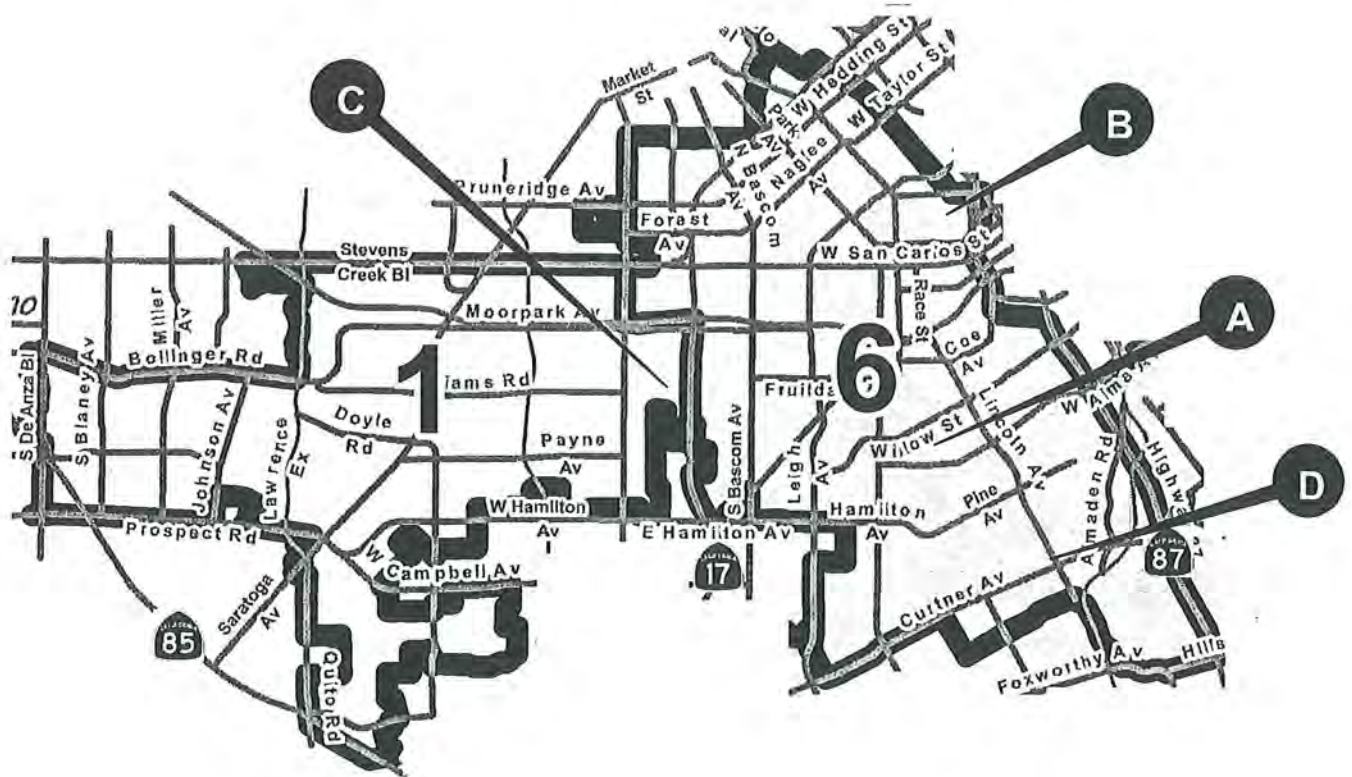 W Hedding St
W Taylor St
Market
St
Park
Av
Naglee
Av
N Bascom
Av
C
B
Pruneridge Av
Forest
Av
Stevens
Creek Bl
W San Carlos St
10
Miller
Av
Moorpark Av
Race St
A
Bollinger Rd
1
6
Coe
Av
S De Anza Bl
S Blaney Av
Johnson Av
Lawrence
Ex
iams Rd
Fruitda
Lincoln Av
W Alma A
Doyle
Rd
Payne
Av
S Bascom Av
Leigh
Av
Willow St
Almaden Rd
Highwa
D
Prospect Rd
W Hamilton
Av
E Hamilton Av
Hamilton
Av
Pine
Av
W Campbell Av
17
87
Saratoga
Av
85
Curtner Av
Quito Rd
Foxworthy Av
Hills